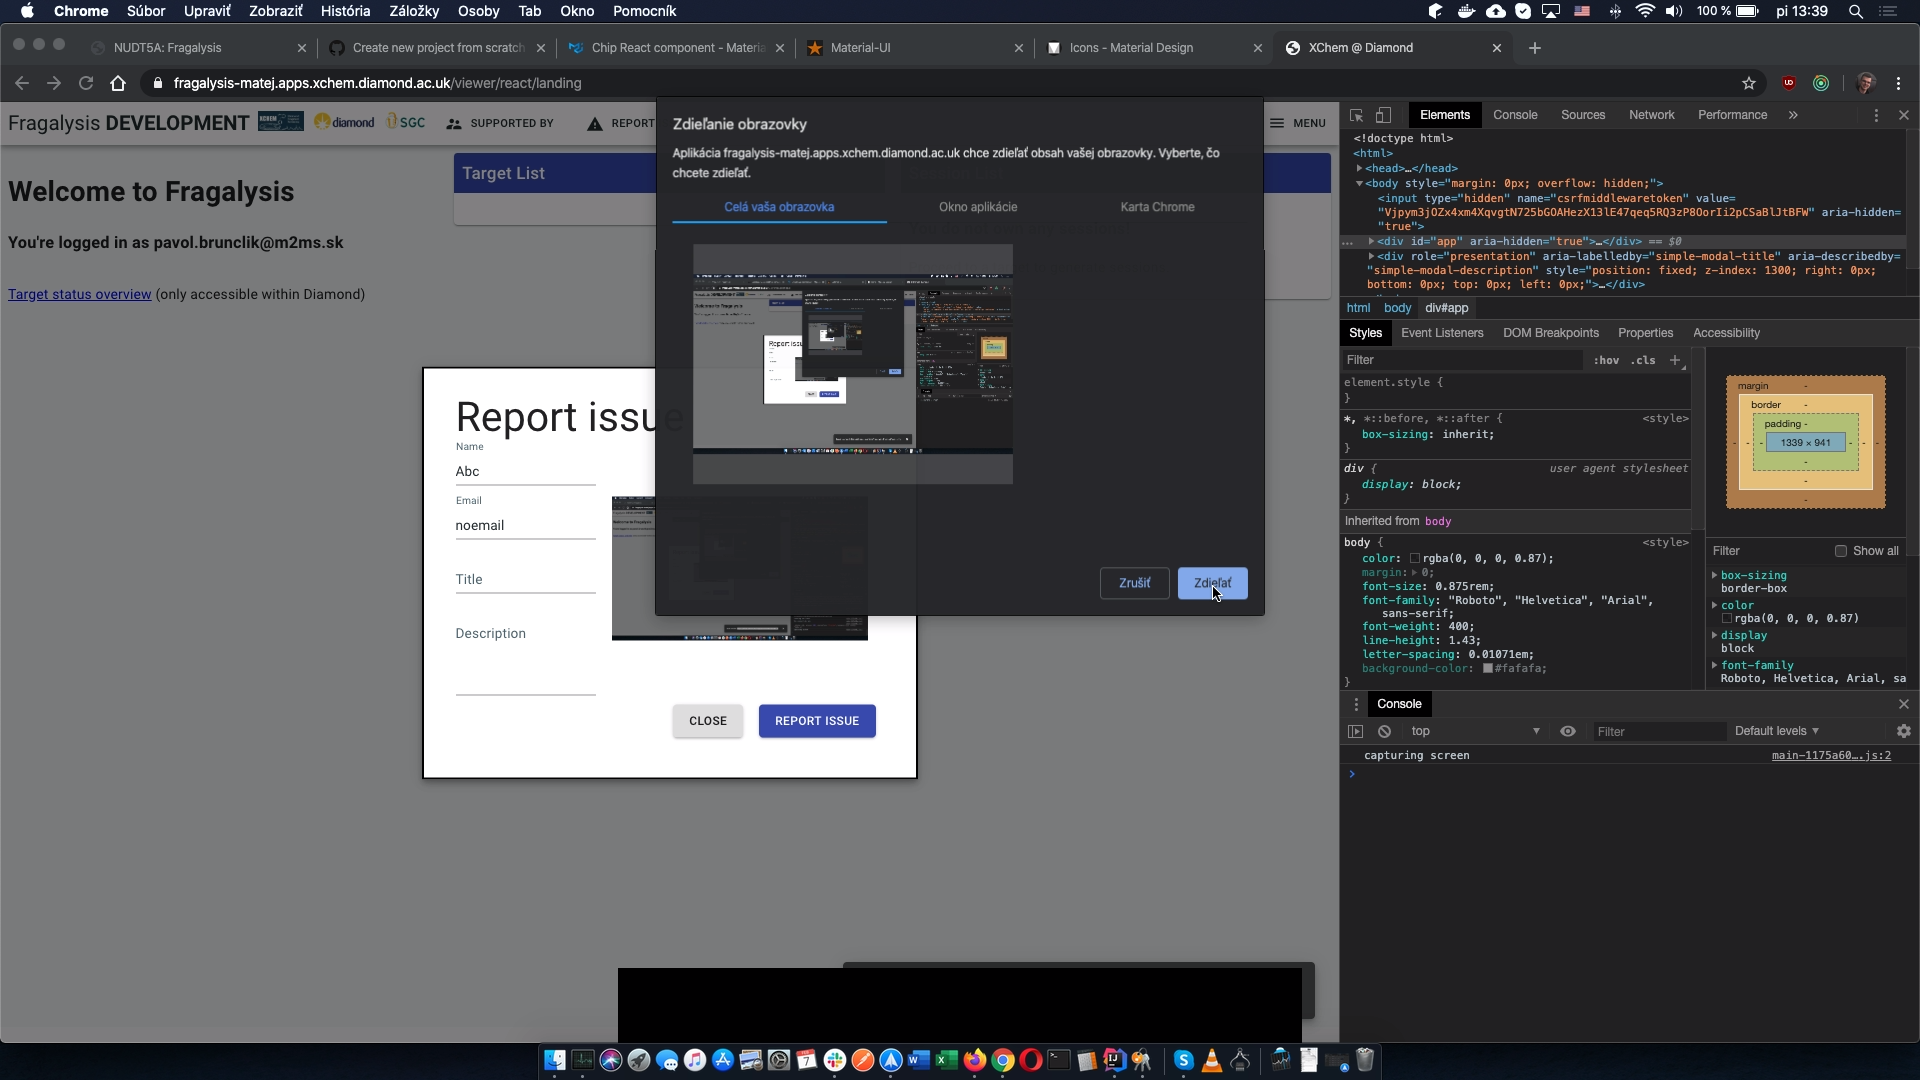 Chrome Súbor Upraviť Zobraziť História Záložky Osoby Tab Okno Pomocník 100 % pi 13:39
NUDT5A: Fragalysis Create new project from scratch Chip React component - Materia Material-UI Icons - Material Design XChem @ Diamond
fragalysis-matej.apps.xchem.diamond.ac.uk/viewer/react/landing
Fragalysis DEVELOPMENT diamond SGC SUPPORTED BY REPORT MENU
Welcome to Fragalysis
You're logged in as pavol.brunclik@m2ms.sk
Target status overview (only accessible within Diamond)
Target List
Zdieľanie obrazovky
Aplikácia fragalysis-matej.apps.xchem.diamond.ac.uk chce zdieľať obsah vašej obrazovky. Vyberte, čo
chcete zdieľať.
Celá vaša obrazovka Okno aplikácie Karta Chrome
Zrušiť Zdieľať
Report issue
Name
Abc
Email
noemail
Title
Description
CLOSE REPORT ISSUE
Elements Console Sources Network Performance »
<!doctype html>
<html>
<head>…</head>
<body style="margin: 0px; overflow: hidden;">
<input type="hidden" name="csrfmiddlewaretoken" value=
"Vjpym3jOZx4xm4XqvgtN725bGOAHezX13lE47qeq5RQ3zP8OorIi2pCSaBlJtBFW" aria-hidden=
"true">
… <div id="app" aria-hidden="true">…</div> == $0
<div role="presentation" aria-labelledby="simple-modal-title" aria-describedby=
"simple-modal-description" style="position: fixed; z-index: 1300; right: 0px;
bottom: 0px; top: 0px; left: 0px;">…</div>
html body div#app
Styles Event Listeners DOM Breakpoints Properties Accessibility
Filter :hov .cls +
element.style {
}
*, *::before, *::after { <style>
box-sizing: inherit;
}
div { user agent stylesheet
display: block;
}
Inherited from body
body { <style>
color: rgba(0, 0, 0, 0.87);
margin: 0;
font-size: 0.875rem;
font-family: "Roboto", "Helvetica", "Arial",
sans-serif;
font-weight: 400;
line-height: 1.43;
letter-spacing: 0.01071em;
background-color: #fafafa;
}
margin -
border -
padding -
- - - 1339 × 941 - - -
-
-
-
Filter Show all
box-sizing
border-box
color
rgba(0, 0, 0, 0.87)
display
block
font-family
Roboto, Helvetica, Arial, sa
Console
top Filter Default levels
capturing screen main-1175a60….js:2